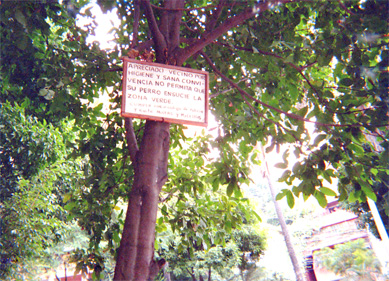 APRECIADO VECINO POR
HIGIENE Y SANA CONVI
VENCIA NO PERMITA QUE
SU PERRO ENSUCIE LA
ZONA VERDE